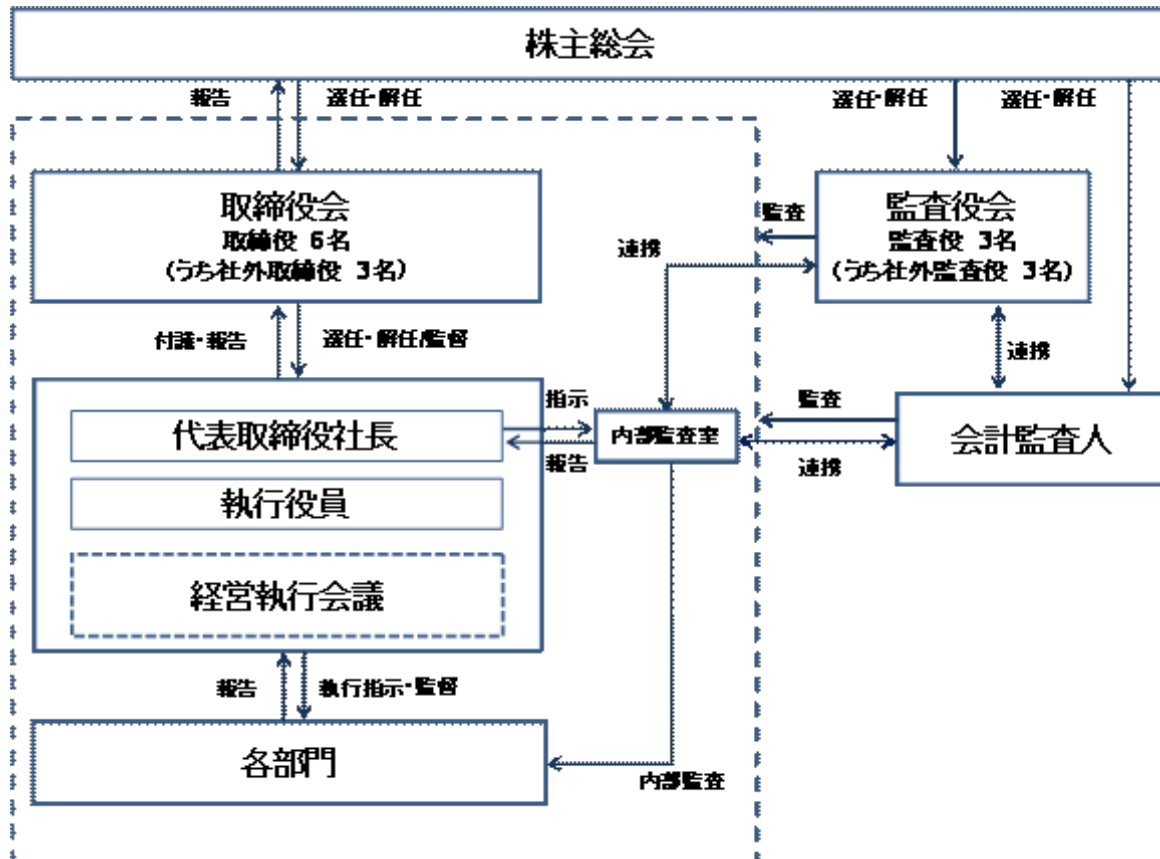 株主総会
報告
選任・解任
選任・解任
選任・解任
取締役会
取締役 6名
(うち社外取締役 3名)
監査
監査役会
監査役 3名
(うち社外監査役 3名)
連携
付議・報告
選任・解任/監督
連携
代表取締役社長
指示
報告
内部監査室
監査
連携
会計監査人
執行役員
経営執行会議
報告
執行指示・監督
各部門
内部監査